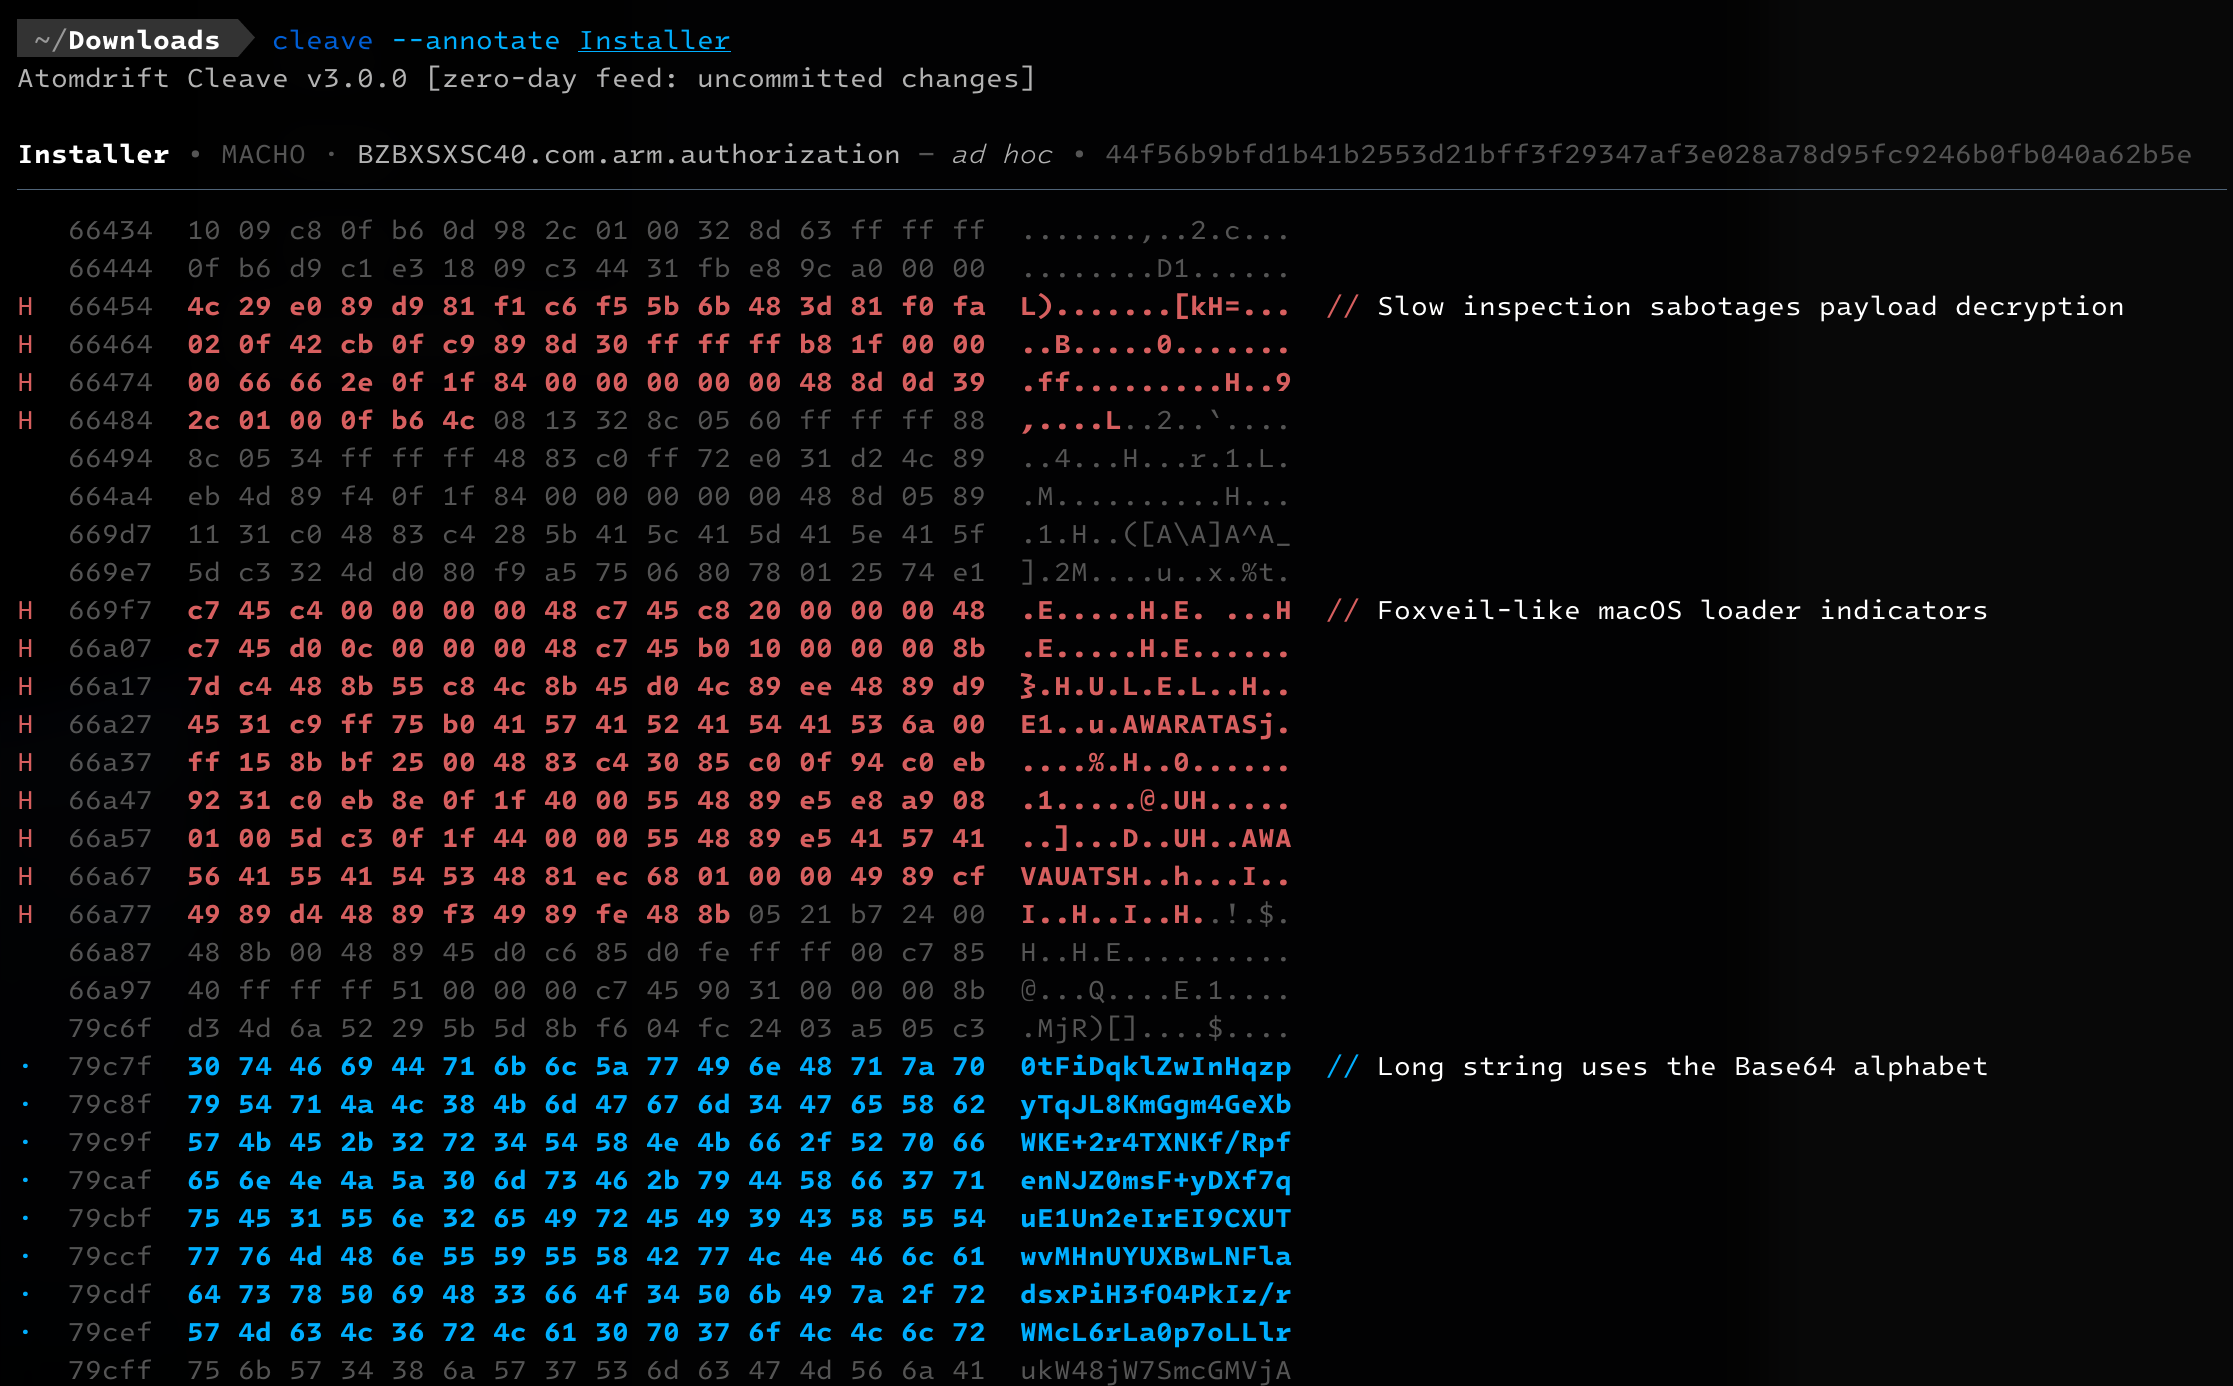 ~/Downloads cleave --annotate Installer
Atomdrift Cleave v3.0.0 [zero-day feed: uncommitted changes]
Installer • MACHO · BZBXSXSC40.com.arm.authorization — ad hoc • 44f56b9bfd1b41b2553d21bff3f29347af3e028a78d95fc9246b0fb040a62b5e
66434 10 09 c8 0f b6 0d 98 2c 01 00 32 8d 63 ff ff ff .......,..2.c...
66444 0f b6 d9 c1 e3 18 09 c3 44 31 fb e8 9c a0 00 00 ........D1......
H 66454 4c 29 e0 89 d9 81 f1 c6 f5 5b 6b 48 3d 81 f0 fa L).......[kH=... // Slow inspection sabotages payload decryption
H 66464 02 0f 42 cb 0f c9 89 8d 30 ff ff ff b8 1f 00 00 ..B.....0.......
H 66474 00 66 66 2e 0f 1f 84 00 00 00 00 00 48 8d 0d 39 .ff.........H..9
H 66484 2c 01 00 0f b6 4c 08 13 32 8c 05 60 ff ff ff 88 ,....L..2..`....
66494 8c 05 34 ff ff ff 48 83 c0 ff 72 e0 31 d2 4c 89 ..4...H...r.1.L.
664a4 eb 4d 89 f4 0f 1f 84 00 00 00 00 00 48 8d 05 89 .M..........H...
669d7 11 31 c0 48 83 c4 28 5b 41 5c 41 5d 41 5e 41 5f .1.H..([A\A]A^A_
669e7 5d c3 32 4d d0 80 f9 a5 75 06 80 78 01 25 74 e1 ].2M....u..x.%t.
H 669f7 c7 45 c4 00 00 00 00 48 c7 45 c8 20 00 00 00 48 .E.....H.E. ...H // Foxveil-like macOS loader indicators
H 66a07 c7 45 d0 0c 00 00 00 48 c7 45 b0 10 00 00 00 8b .E.....H.E......
H 66a17 7d c4 48 8b 55 c8 4c 8b 45 d0 4c 89 ee 48 89 d9 }.H.U.L.E.L..H..
H 66a27 45 31 c9 ff 75 b0 41 57 41 52 41 54 41 53 6a 00 E1..u.AWARATASj.
H 66a37 ff 15 8b bf 25 00 48 83 c4 30 85 c0 0f 94 c0 eb ....%.H..0......
H 66a47 92 31 c0 eb 8e 0f 1f 40 00 55 48 89 e5 e8 a9 08 .1.....@.UH.....
H 66a57 01 00 5d c3 0f 1f 44 00 00 55 48 89 e5 41 57 41 ..]...D..UH..AWA
H 66a67 56 41 55 41 54 53 48 81 ec 68 01 00 00 49 89 cf VAUATSH..h...I..
H 66a77 49 89 d4 48 89 f3 49 89 fe 48 8b 05 21 b7 24 00 I..H..I..H..!.$.
66a87 48 8b 00 48 89 45 d0 c6 85 d0 fe ff ff 00 c7 85 H..H.E..........
66a97 40 ff ff ff 51 00 00 00 c7 45 90 31 00 00 00 8b @...Q....E.1....
79c6f d3 4d 6a 52 29 5b 5d 8b f6 04 fc 24 03 a5 05 c3 .MjR)[]....$....
· 79c7f 30 74 46 69 44 71 6b 6c 5a 77 49 6e 48 71 7a 70 0tFiDqklZwInHqzp // Long string uses the Base64 alphabet
· 79c8f 79 54 71 4a 4c 38 4b 6d 47 67 6d 34 47 65 58 62 yTqJL8KmGgm4GeXb
· 79c9f 57 4b 45 2b 32 72 34 54 58 4e 4b 66 2f 52 70 66 WKE+2r4TXNKf/Rpf
· 79caf 65 6e 4e 4a 5a 30 6d 73 46 2b 79 44 58 66 37 71 enNJZ0msF+yDXf7q
· 79cbf 75 45 31 55 6e 32 65 49 72 45 49 39 43 58 55 54 uE1Un2eIrEI9CXUT
· 79ccf 77 76 4d 48 6e 55 59 55 58 42 77 4c 4e 46 6c 61 wvMHnUYUXBwLNFla
· 79cdf 64 73 78 50 69 48 33 66 4f 34 50 6b 49 7a 2f 72 dsxPiH3fO4PkIz/r
· 79cef 57 4d 63 4c 36 72 4c 61 30 70 37 6f 4c 4c 6c 72 WMcL6rLa0p7oLLlr
79cff 75 6b 57 34 38 6a 57 37 53 6d 63 47 4d 56 6a 41 ukW48jW7SmcGMVjA